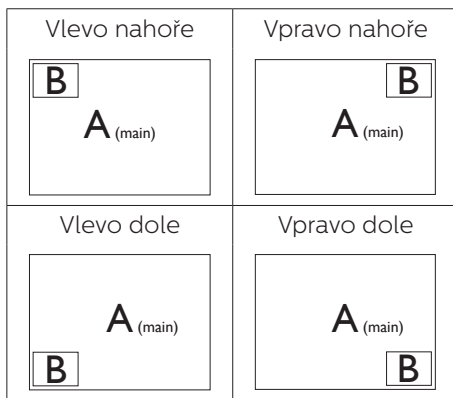 Vlevo nahoře
B
A (main)
Vpravo nahoře
B
A (main)
Vlevo dole
A (main)
B
Vpravo dole
A (main)
B